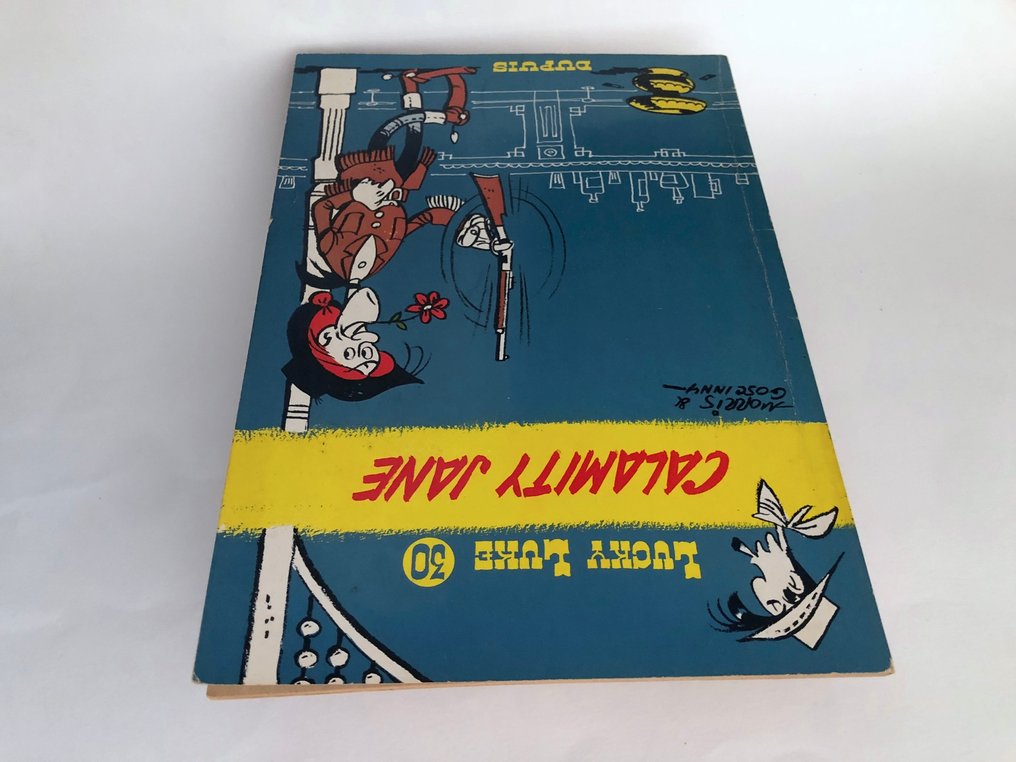 LUCKY LUKE 30
CALAMITY JANE
MORRIS &
GOSCINNY
DUPUIS